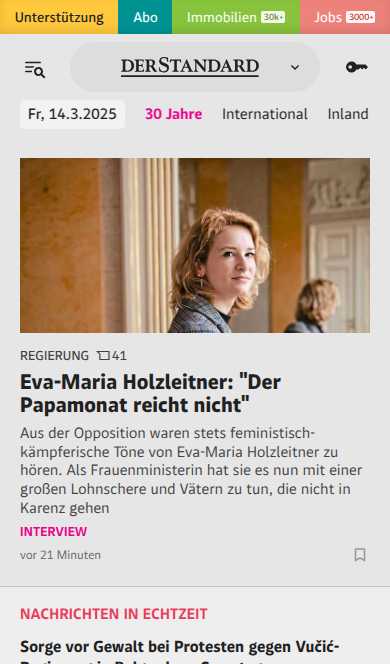 Unterstützung Abo Immobilien 30k+ Jobs 3000+
DERSTANDARD
Fr, 14.3.2025 30 Jahre International Inland
REGIERUNG 41
Eva-Maria Holzleitner: "Der
Papamonat reicht nicht"
Aus der Opposition waren stets feministisch-
kämpferische Töne von Eva-Maria Holzleitner zu
hören. Als Frauenministerin hat sie es nun mit einer
großen Lohnschere und Vätern zu tun, die nicht in
Karenz gehen
INTERVIEW
vor 21 Minuten
NACHRICHTEN IN ECHTZEIT
Sorge vor Gewalt bei Protesten gegen Vučić-